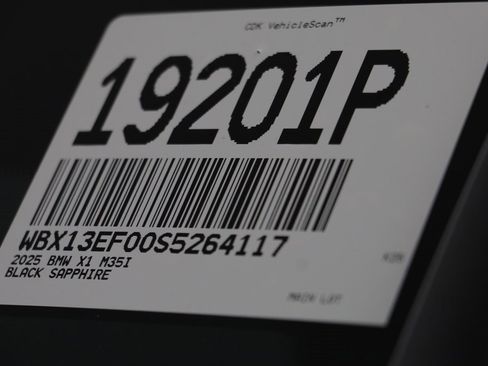 CDK VehicleScan™
19201P
WBX13EF00S5264117
2025 BMW X1 M35I
BLACK SAPPHIRE
MAIN LOT